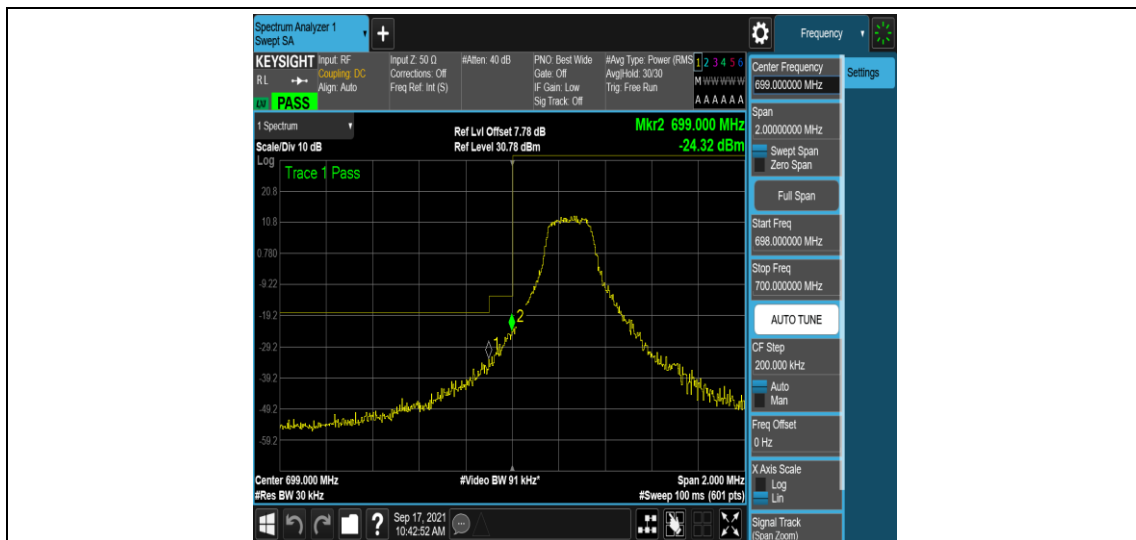 Spectrum Analyzer 1
Swept SA
+
Frequency
KEYSIGHT
RL
LXI
PASS
Input: RF
Coupling: DC
Align: Auto
Input Z: 50 Ω
Corrections: Off
Freq Ref: Int (S)
#Atten: 40 dB
PNO: Best Wide
Gate: Off
IF Gain: Low
Sig Track: Off
#Avg Type: Power (RMS
Avg|Hold: 30/30
Trig: Free Run
1 2 3 4 5 6
M W W W W W
A A A A A A
1 Spectrum
Scale/Div 10 dB
Ref Lvl Offset 7.78 dB
Ref Level 30.78 dBm
Mkr2 699.000 MHz
-24.32 dBm
Log
Trace 1 Pass
20.8
10.8
0.780
-9.22
-19.2
-29.2
-39.2
-49.2
-59.2
1
2
Center 699.000 MHz
#Res BW 30 kHz
#Video BW 91 kHz*
Span 2.000 MHz
#Sweep 100 ms (601 pts)
?
Sep 17, 2021
10:42:52 AM
Center Frequency
699.000000 MHz
Span
2.00000000 MHz
Swept Span
Zero Span
Full Span
Start Freq
698.000000 MHz
Stop Freq
700.000000 MHz
AUTO TUNE
CF Step
200.000 kHz
Auto
Man
Freq Offset
0 Hz
X Axis Scale
Log
Lin
Signal Track
(Span Zoom)
Settings